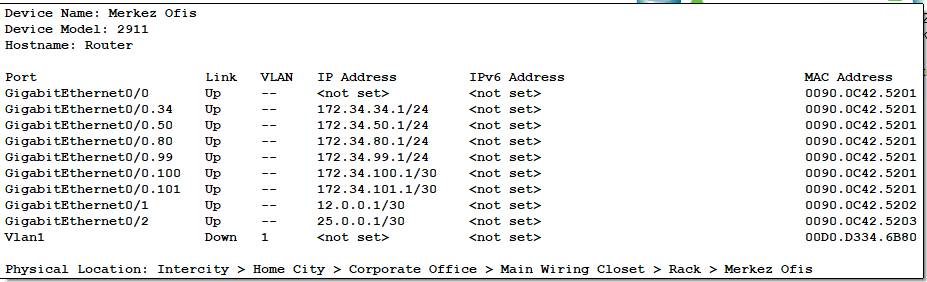 Device Name: Merkez Ofis
Device Model: 2911
Hostname: Router
Port Link VLAN IP Address IPv6 Address MAC Address
GigabitEthernet0/0 Up -- <not set> <not set> 0090.0C42.5201
GigabitEthernet0/0.34 Up -- 172.34.34.1/24 <not set> 0090.0C42.5201
GigabitEthernet0/0.50 Up -- 172.34.50.1/24 <not set> 0090.0C42.5201
GigabitEthernet0/0.80 Up -- 172.34.80.1/24 <not set> 0090.0C42.5201
GigabitEthernet0/0.99 Up -- 172.34.99.1/24 <not set> 0090.0C42.5201
GigabitEthernet0/0.100 Up -- 172.34.100.1/30 <not set> 0090.0C42.5201
GigabitEthernet0/0.101 Up -- 172.34.101.1/30 <not set> 0090.0C42.5201
GigabitEthernet0/1 Up -- 12.0.0.1/30 <not set> 0090.0C42.5202
GigabitEthernet0/2 Up -- 25.0.0.1/30 <not set> 0090.0C42.5203
Vlan1 Down 1 <not set> <not set> 00D0.D334.6B80
Physical Location: Intercity > Home City > Corporate Office > Main Wiring Closet > Rack > Merkez Ofis